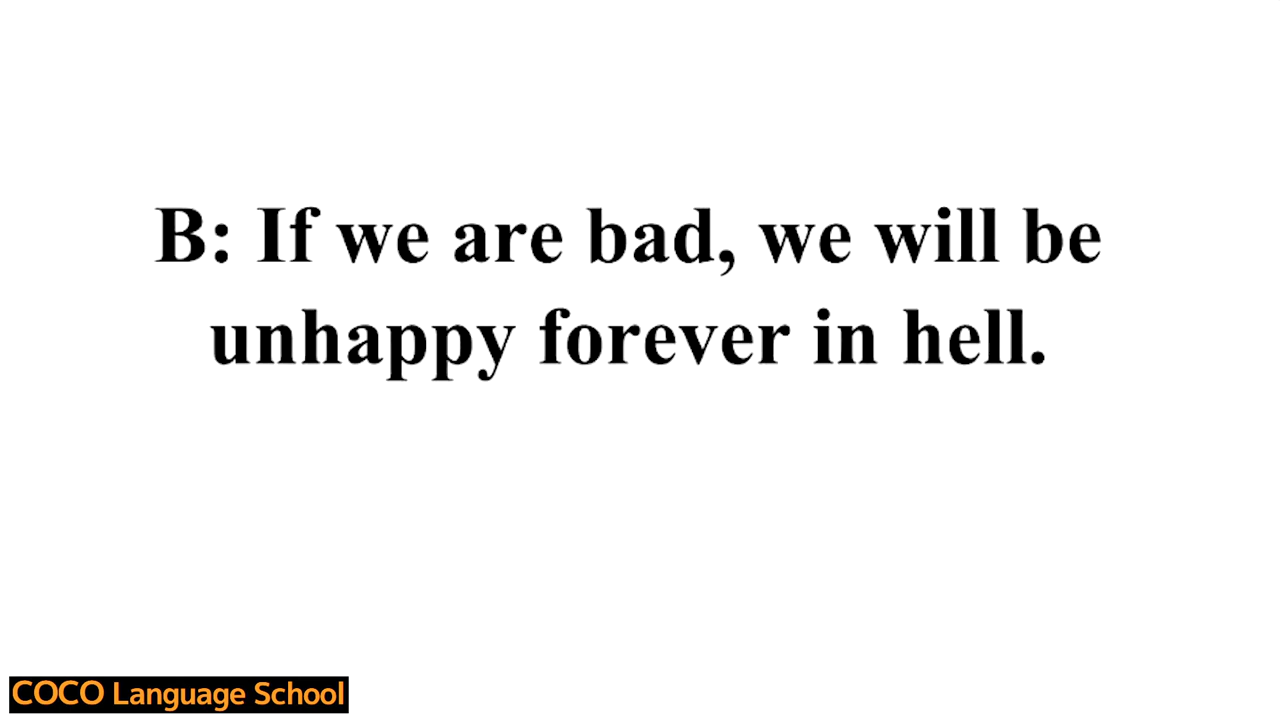 B: If we are bad, we will be
unhappy forever in hell.
COCO Language School